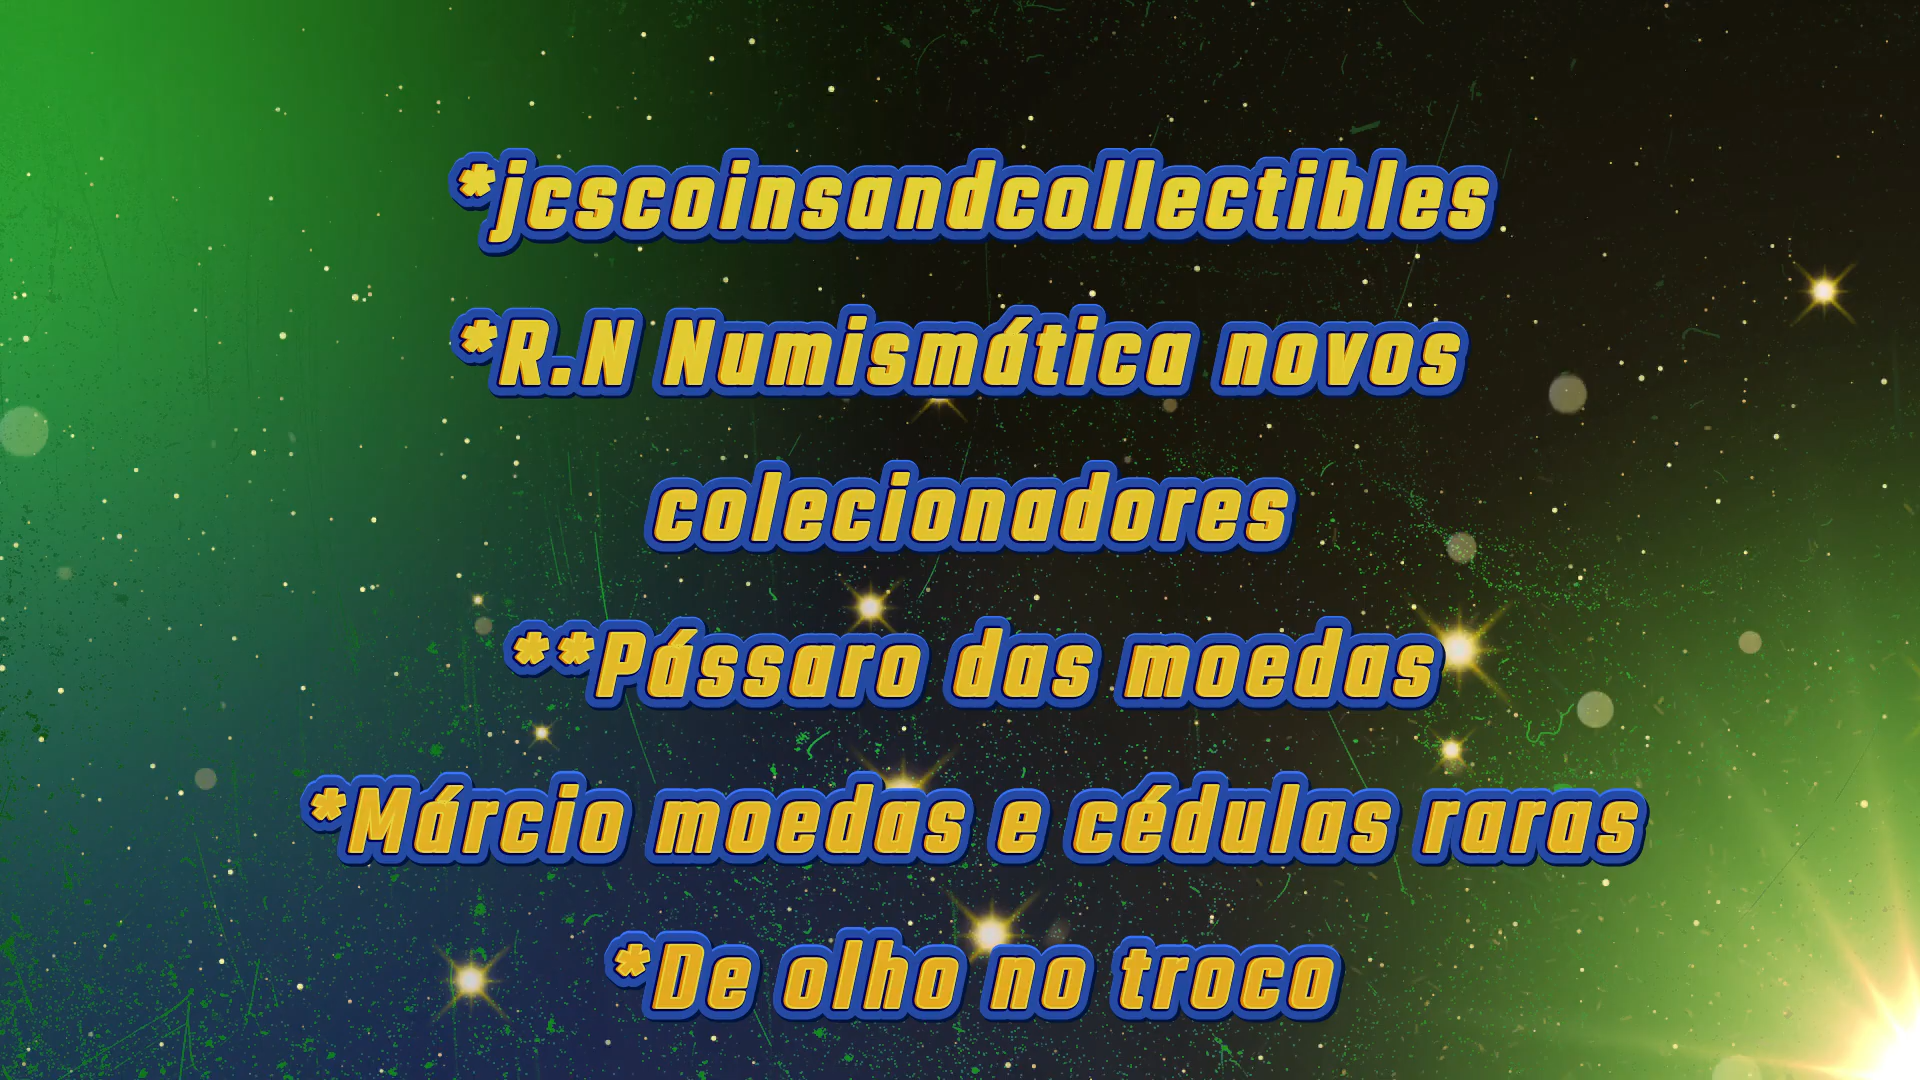 *jcscoinsandcollectibles
*R.N Numismática novos
colecionadores
**Pássaro das moedas
*Márcio moedas e cédulas raras
*De olho no troco